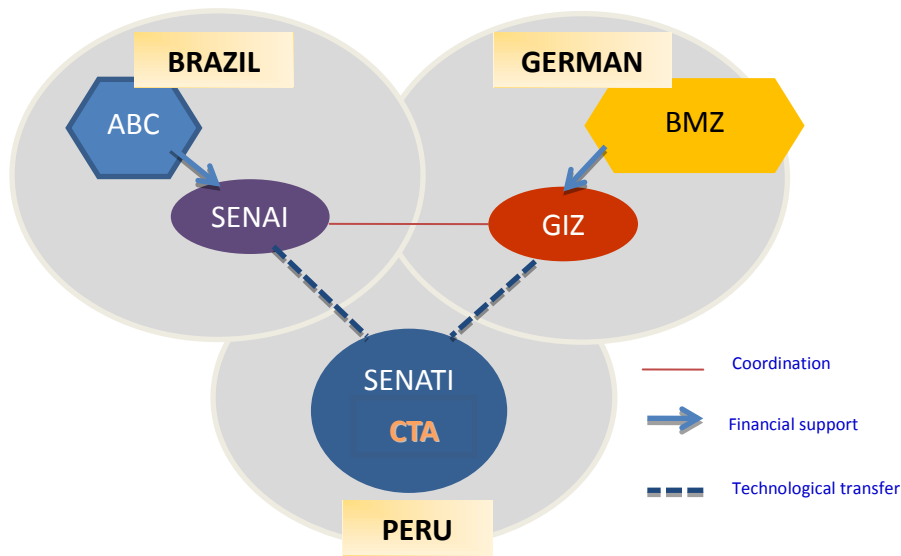 BRAZIL
GERMAN
ABC
BMZ
SENAI
GIZ
SENATI
CTA
PERU
Coordination
Financial support
Technological transfer